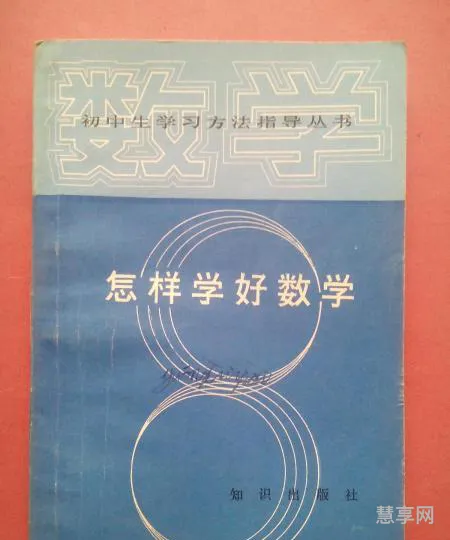 数学
初中生学习方法指导丛书
怎样学好数学
知识出版社
慧享网